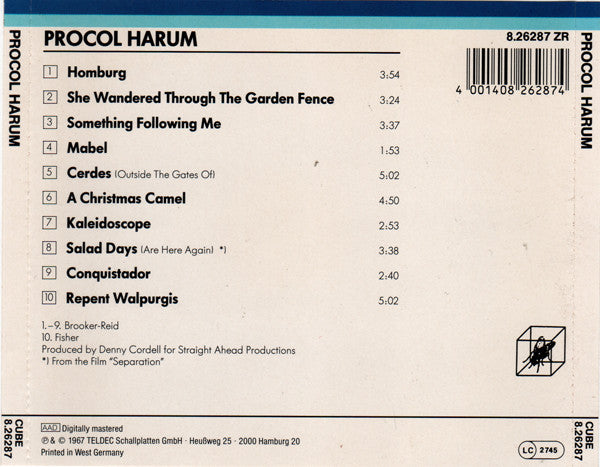 PROCOL HARUM
PROCOL HARUM 8.26287 ZR
4 001408 262874
1 Homburg 3:54
2 She Wandered Through The Garden Fence 3:24
3 Something Following Me 3:37
4 Mabel 1:53
5 Cerdes (Outside The Gates Of) 5:02
6 A Christmas Camel 4:50
7 Kaleidoscope 2:53
8 Salad Days (Are Here Again) *) 3:38
9 Conquistador 2:40
10 Repent Walpurgis 5:02
1.–9. Brooker-Reid
10. Fisher
Produced by Denny Cordell for Straight Ahead Productions
*) From the Film "Separation"
AAD Digitally mastered
℗ & © 1967 TELDEC Schallplatten GmbH · Heußweg 25 · 2000 Hamburg 20
Printed in West Germany
LC 2745
CUBE
8.26287
PROCOL HARUM
CUBE
8.26287